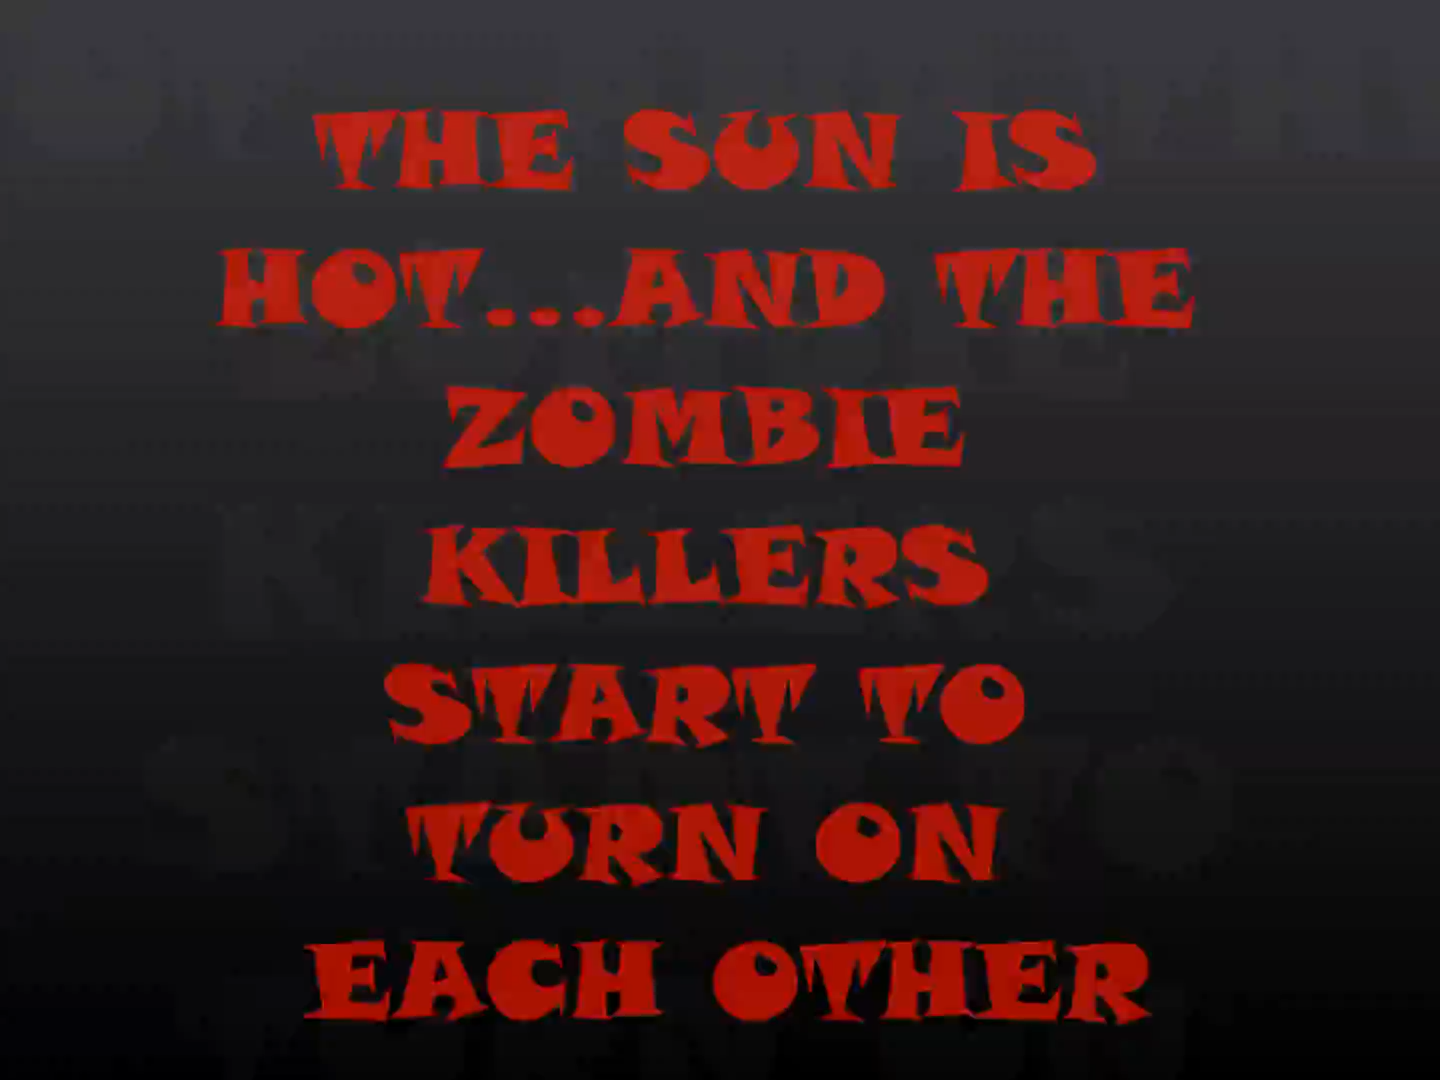 THE SUN IS
HOT...AND THE
ZOMBIE
KILLERS
START TO
TURN ON
EACH OTHER